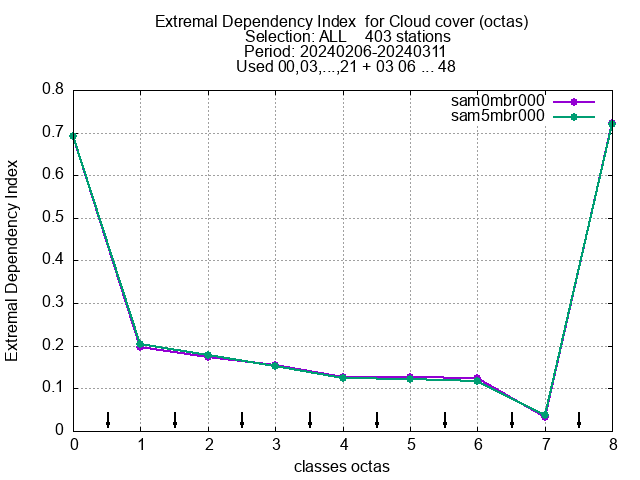 Extremal Dependency Index  for Cloud cover (octas)
Selection: ALL    403 stations
Period: 20240206-20240311
Used 00,03,...,21 + 03 06 ... 48
sam0mbr000
sam5mbr000
Extremal Dependency Index
0.8
0.7
0.6
0.5
0.4
0.3
0.2
0.1
0
0 1 2 3 4 5 6 7 8
classes octas